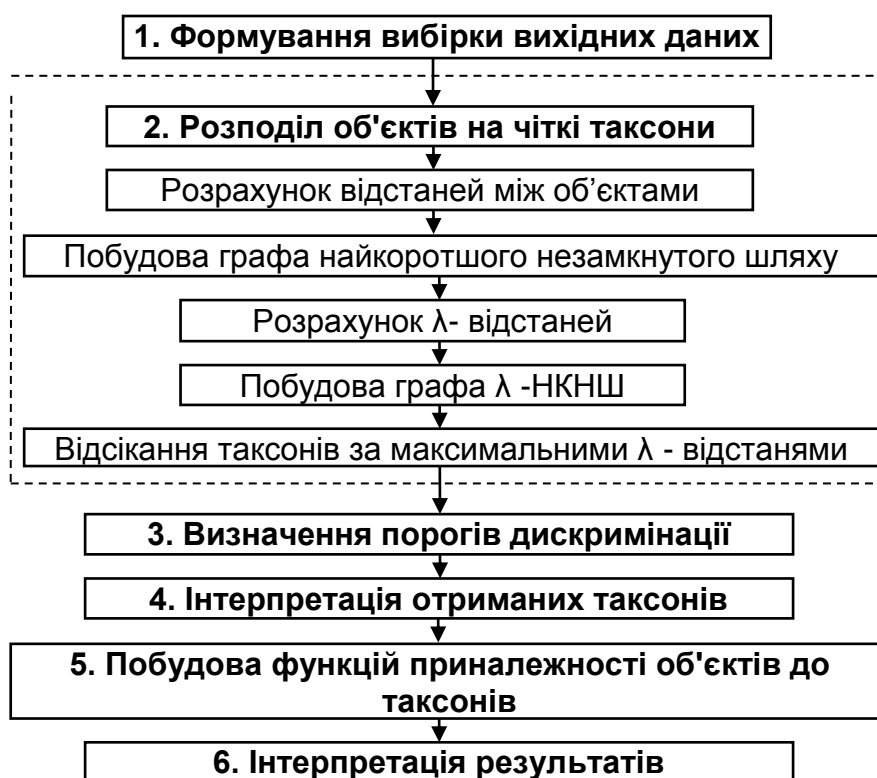 1. Формування вибірки вихідних даних
2. Розподіл об'єктів на чіткі таксони
Розрахунок відстаней між об’єктами
Побудова графа найкоротшого незамкнутого шляху
Розрахунок λ- відстаней
Побудова графа λ -НКНШ
Відсікання таксонів за максимальними λ - відстанями
3. Визначення порогів дискримінації
4. Інтерпретація отриманих таксонів
5. Побудова функцій приналежності об'єктів до
таксонів
6. Інтерпретація результатів